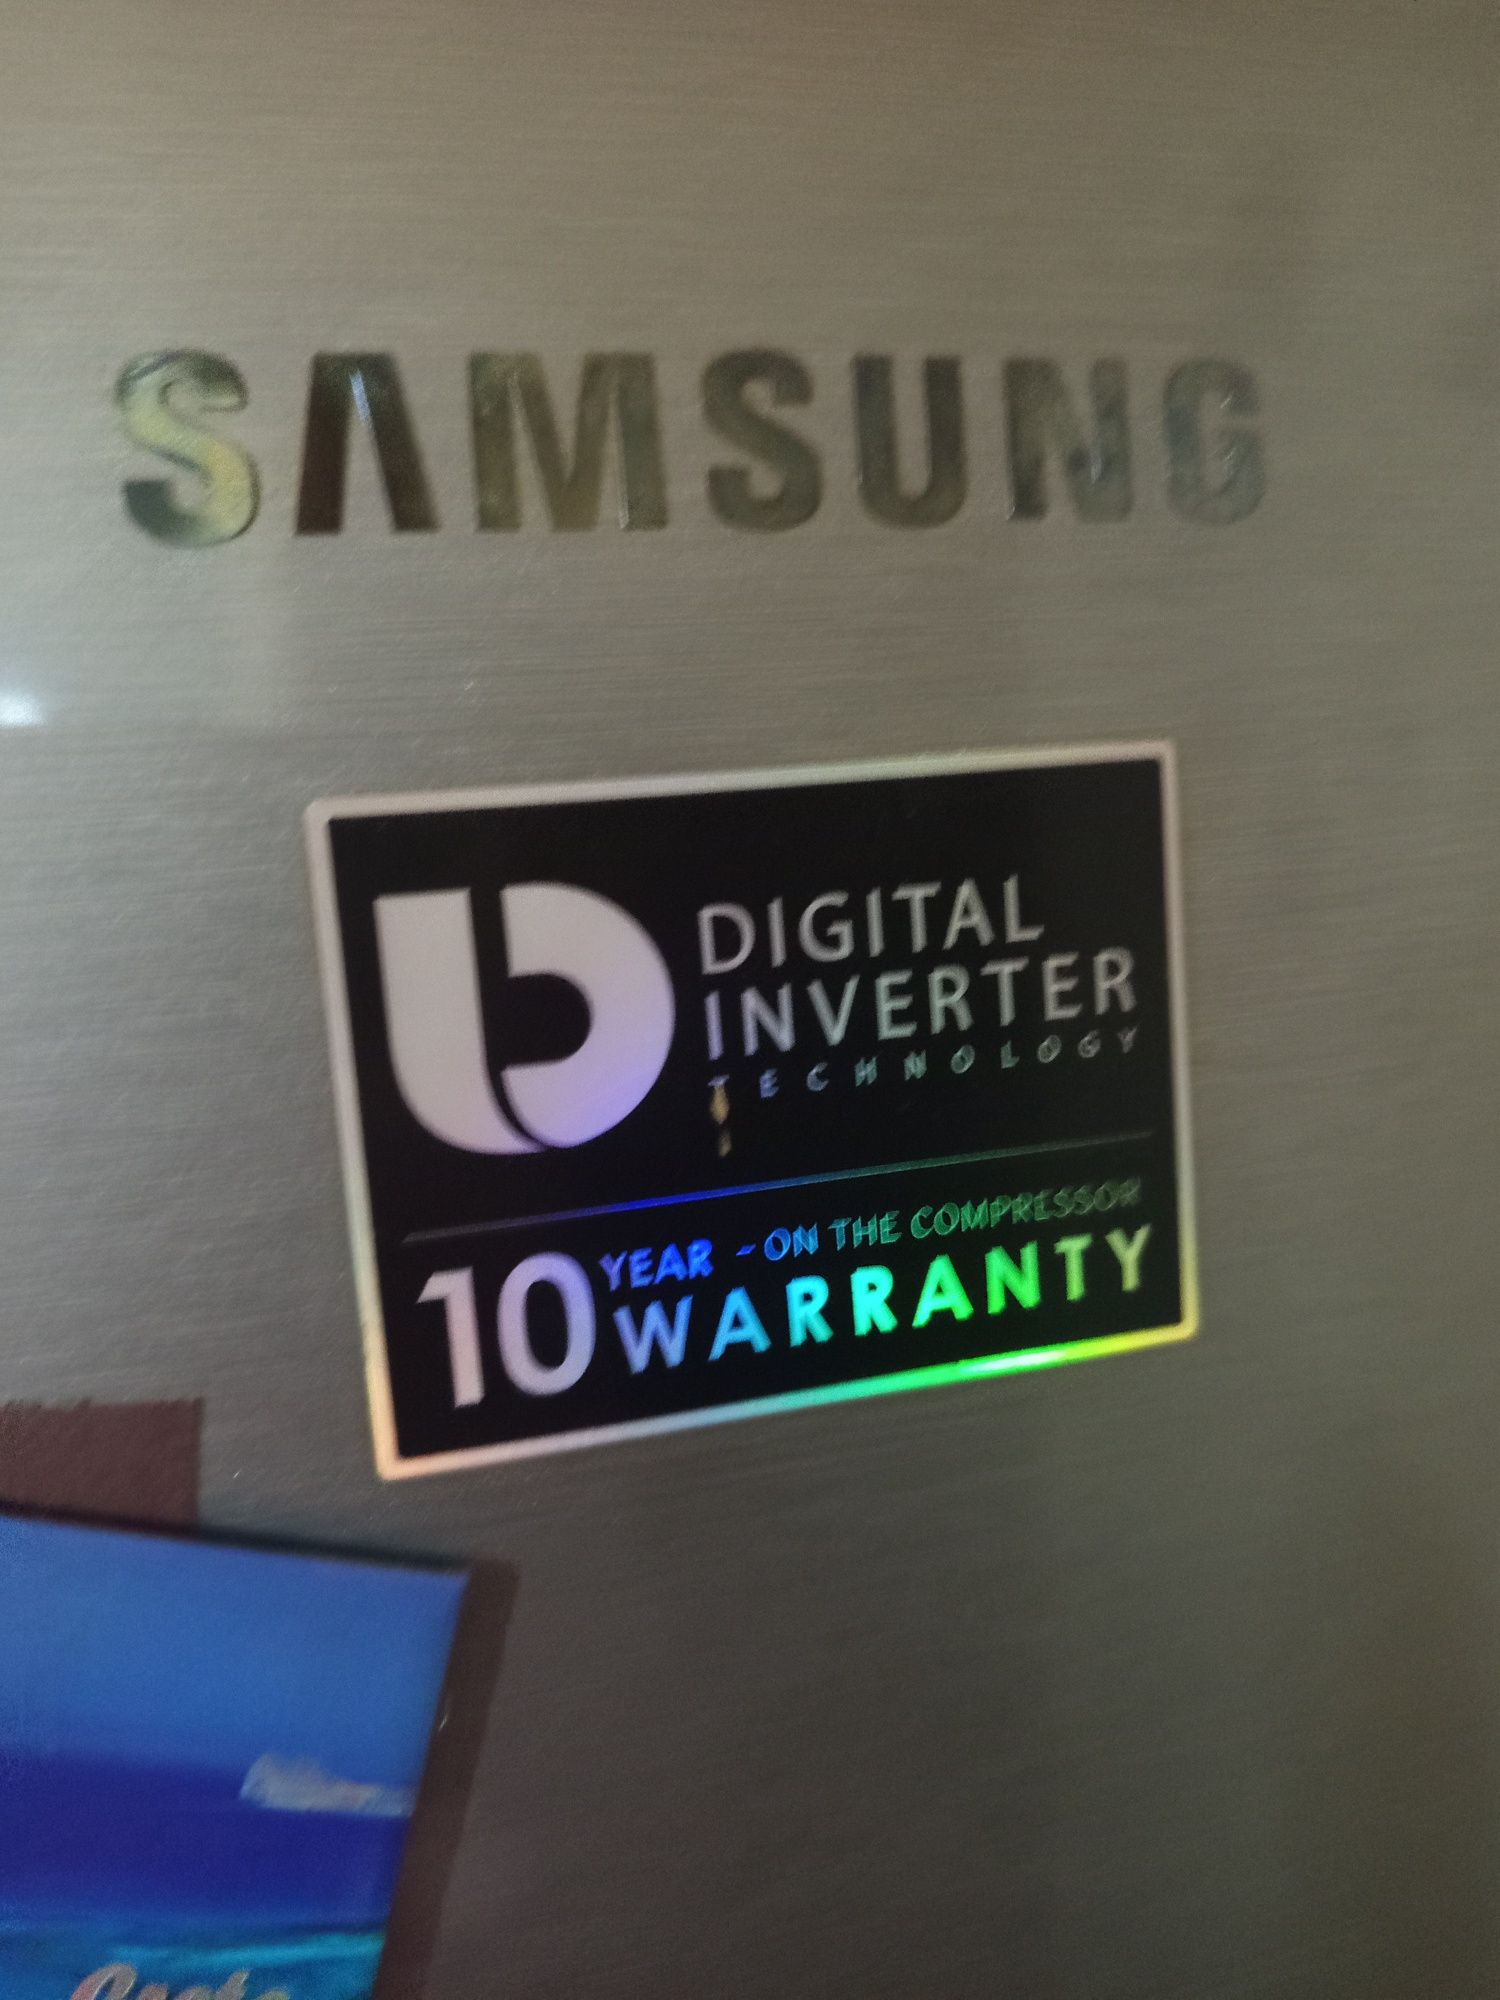 SAMSUNG
DIGITAL
INVERTER
TECHNOLOGY
10 YEAR - ON THE COMPRESSOR
WARRANTY